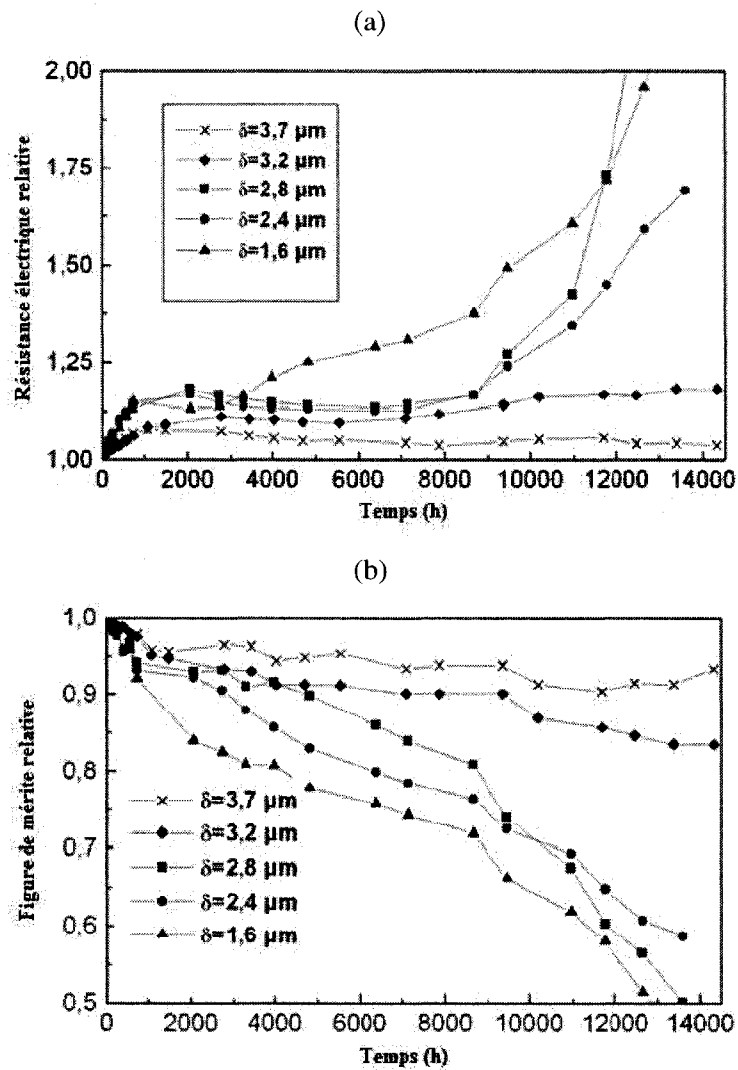 (a)
2,00
1,75
1,50
1,25
1,00
Résistance électrique relative
δ=3,7 µm
δ=3,2 µm
δ=2,8 µm
δ=2,4 µm
δ=1,6 µm
0 2000 4000 6000 8000 10000 12000 14000
Temps (h)
(b)
1,0
0,9
0,8
0,7
0,6
0,5
Figure de mérite relative
δ=3,7 µm
δ=3,2 µm
δ=2,8 µm
δ=2,4 µm
δ=1,6 µm
0 2000 4000 6000 8000 10000 12000 14000
Temps (h)